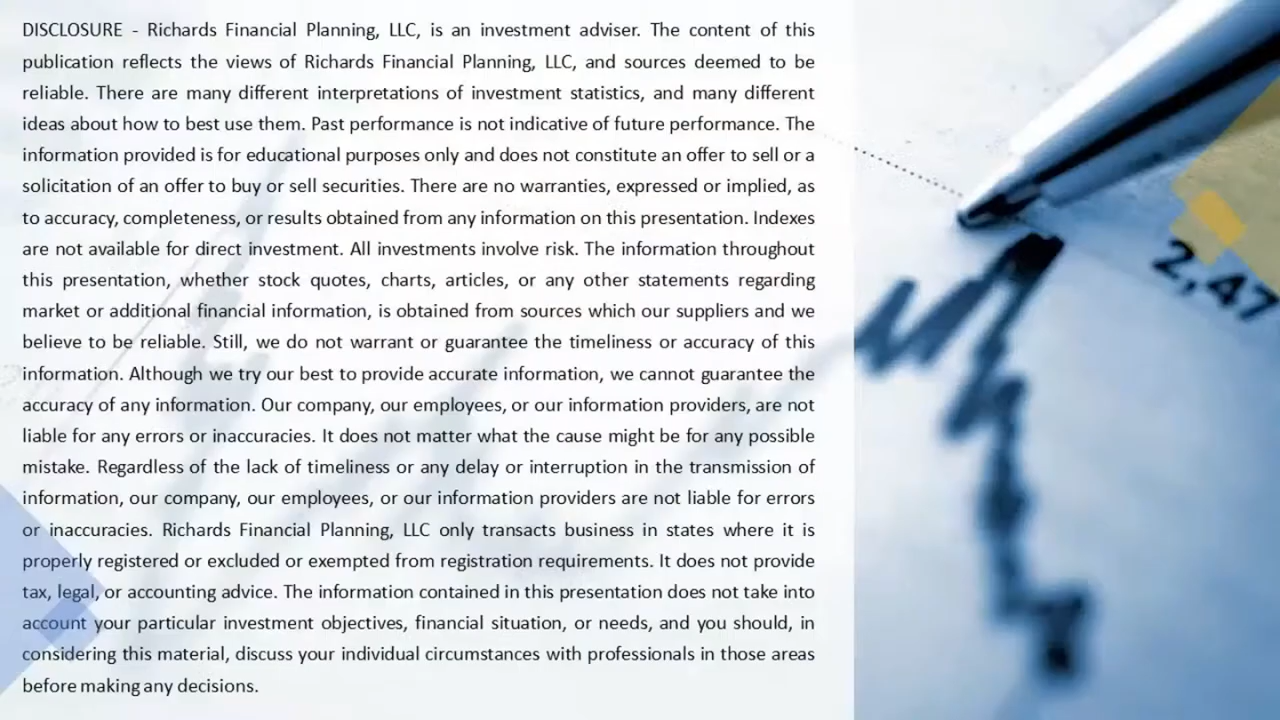 DISCLOSURE - Richards Financial Planning, LLC, is an investment adviser. The content of this
publication reflects the views of Richards Financial Planning, LLC, and sources deemed to be
reliable. There are many different interpretations of investment statistics, and many different
ideas about how to best use them. Past performance is not indicative of future performance. The
information provided is for educational purposes only and does not constitute an offer to sell or a
solicitation of an offer to buy or sell securities. There are no warranties, expressed or implied, as
to accuracy, completeness, or results obtained from any information on this presentation. Indexes
are not available for direct investment. All investments involve risk. The information throughout
this presentation, whether stock quotes, charts, articles, or any other statements regarding
market or additional financial information, is obtained from sources which our suppliers and we
believe to be reliable. Still, we do not warrant or guarantee the timeliness or accuracy of this
information. Although we try our best to provide accurate information, we cannot guarantee the
accuracy of any information. Our company, our employees, or our information providers, are not
liable for any errors or inaccuracies. It does not matter what the cause might be for any possible
mistake. Regardless of the lack of timeliness or any delay or interruption in the transmission of
information, our company, our employees, or our information providers are not liable for errors
or inaccuracies. Richards Financial Planning, LLC only transacts business in states where it is
properly registered or excluded or exempted from registration requirements. It does not provide
tax, legal, or accounting advice. The information contained in this presentation does not take into
account your particular investment objectives, financial situation, or needs, and you should, in
considering this material, discuss your individual circumstances with professionals in those areas
before making any decisions.
2,47